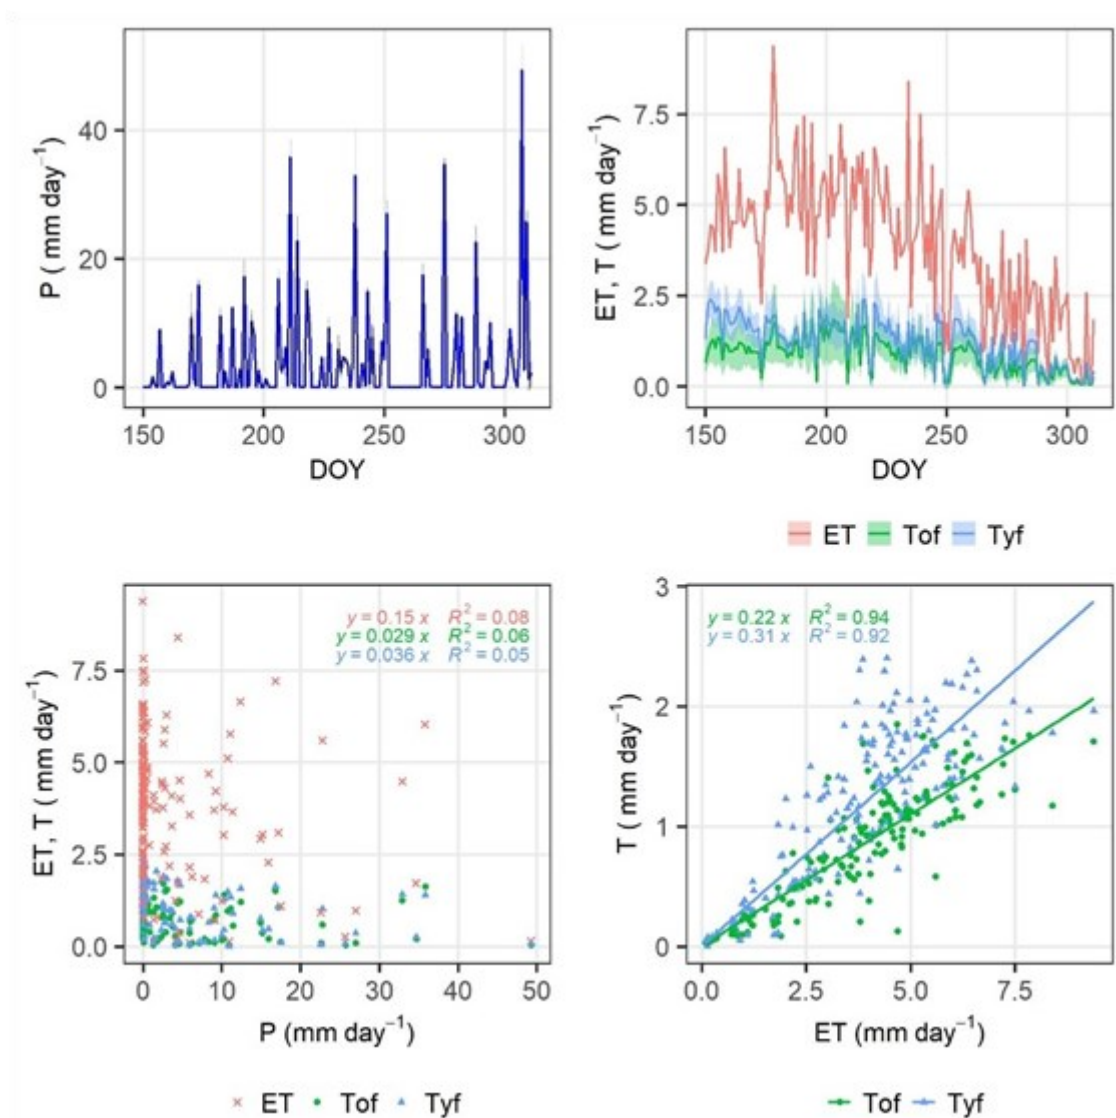 40
20
0
P ( mm day⁻¹)
150 200 250 300
DOY
7.5
5.0
2.5
0.0
ET, T ( mm day⁻¹)
150 200 250 300
DOY
ET Tof Tyf
y = 0.15 x R² = 0.08
y = 0.029 x R² = 0.06
y = 0.036 x R² = 0.05
7.5
5.0
2.5
0.0
ET, T ( mm day⁻¹)
0 10 20 30 40 50
P (mm day⁻¹)
ET Tof Tyf
y = 0.22 x R² = 0.94
y = 0.31 x R² = 0.92
3
2
1
0
T ( mm day⁻¹)
0.0 2.5 5.0 7.5
ET (mm day⁻¹)
Tof Tyf